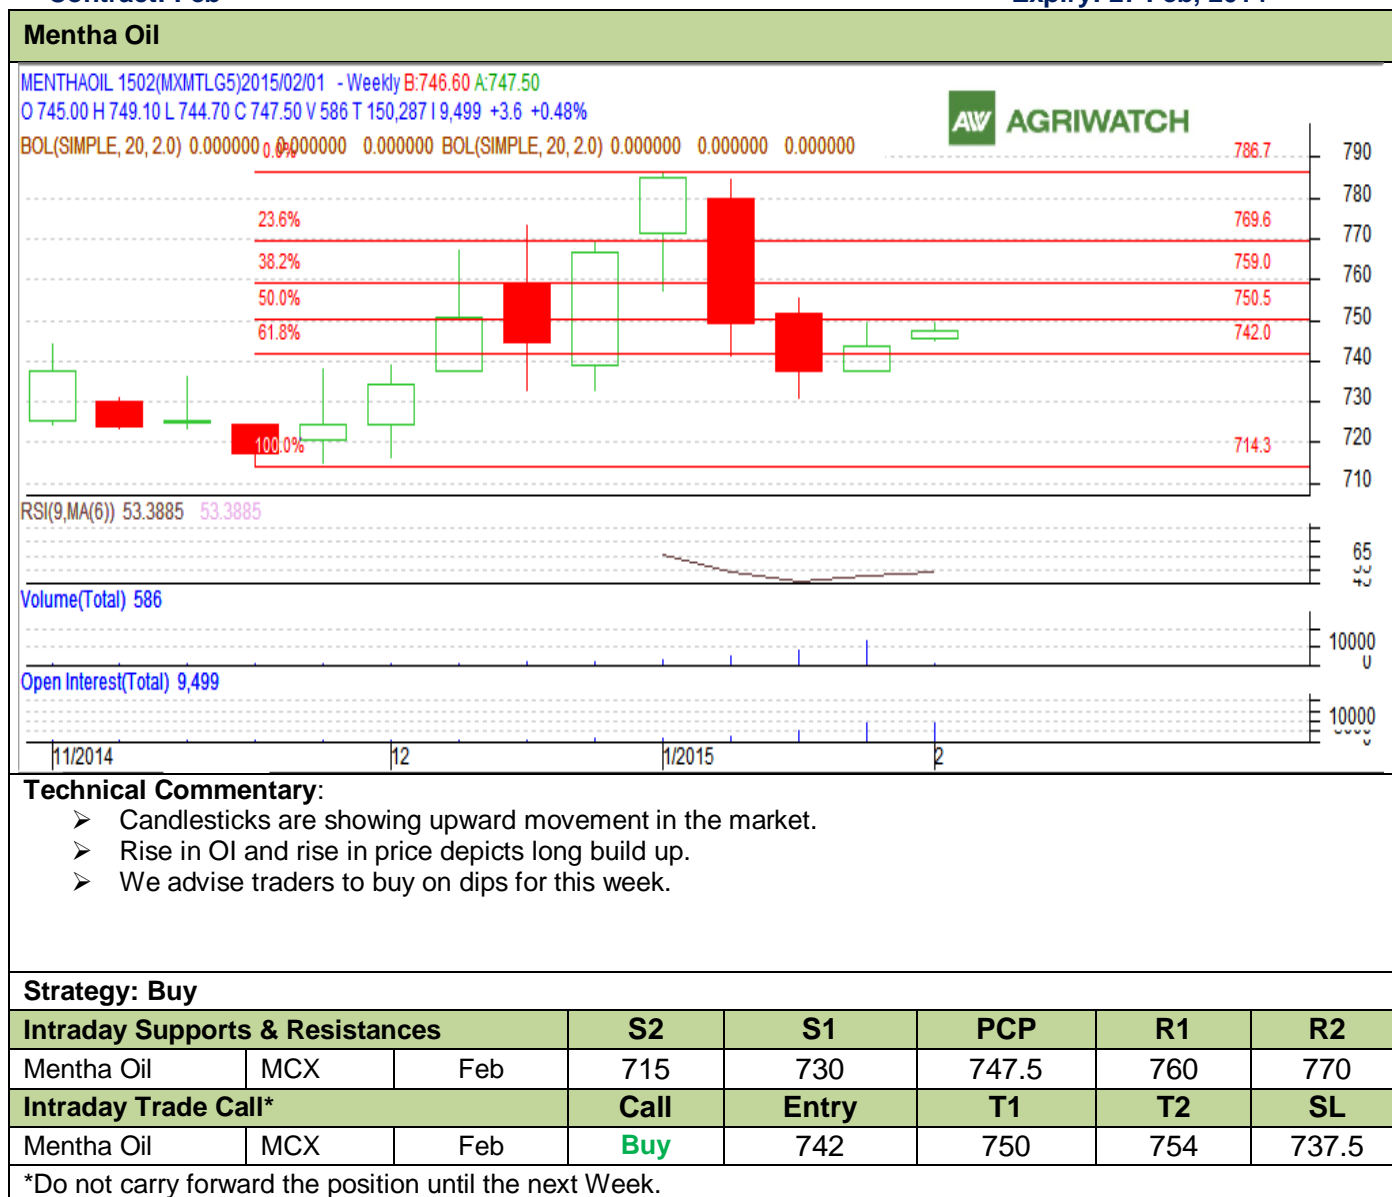 Mentha Oil
MENTHAOIL 1502(MXMTLG5)2015/02/01 - Weekly B:746.60 A:747.50
O 745.00 H 749.10 L 744.70 C 747.50 V 586 T 150,287 I 9,499 +3.6 +0.48%
BOL(SIMPLE, 20, 2.0) 0.000000 0.000000 0.000000 BOL(SIMPLE, 20, 2.0) 0.000000 0.000000 0.000000
AW AGRIWATCH
0.0% 786.7 790
780
23.6% 769.6 770
38.2% 759.0 760
50.0% 750.5 750
61.8% 742.0 740
730
720
100.0% 714.3
710
RSI(9,MA(6)) 53.3885 53.3885
65
Volume(Total) 586
10000
0
Open Interest(Total) 9,499
10000
11/2014 12 1/2015 2
Technical Commentary:
➢ Candlesticks are showing upward movement in the market.
➢ Rise in OI and rise in price depicts long build up.
➢ We advise traders to buy on dips for this week.
Strategy: Buy
Intraday Supports & Resistances S2 S1 PCP R1 R2
Mentha Oil MCX Feb 715 730 747.5 760 770
Intraday Trade Call* Call Entry T1 T2 SL
Mentha Oil MCX Feb Buy 742 750 754 737.5
*Do not carry forward the position until the next Week.